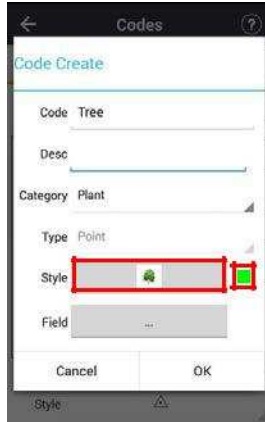 Codes ?
Code Create
Code Tree
Desc
Category Plant
Type Point
Style
Field ...
Cancel OK
Style